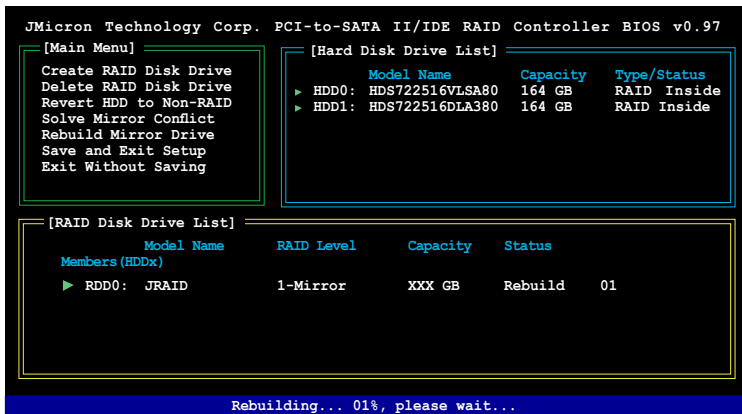 JMicron Technology Corp. PCI-to-SATA II/IDE RAID Controller BIOS v0.97
[Main Menu]
Create RAID Disk Drive
Delete RAID Disk Drive
Revert HDD to Non-RAID
Solve Mirror Conflict
Rebuild Mirror Drive
Save and Exit Setup
Exit Without Saving
[Hard Disk Drive List]
Model Name Capacity Type/Status
HDD0: HDS722516VLSA80 164 GB RAID Inside
HDD1: HDS722516DLA380 164 GB RAID Inside
[RAID Disk Drive List]
Model Name RAID Level Capacity Status
Members(HDDx)
RDD0: JRAID 1-Mirror XXX GB Rebuild 01
Rebuilding... 01%, please wait...